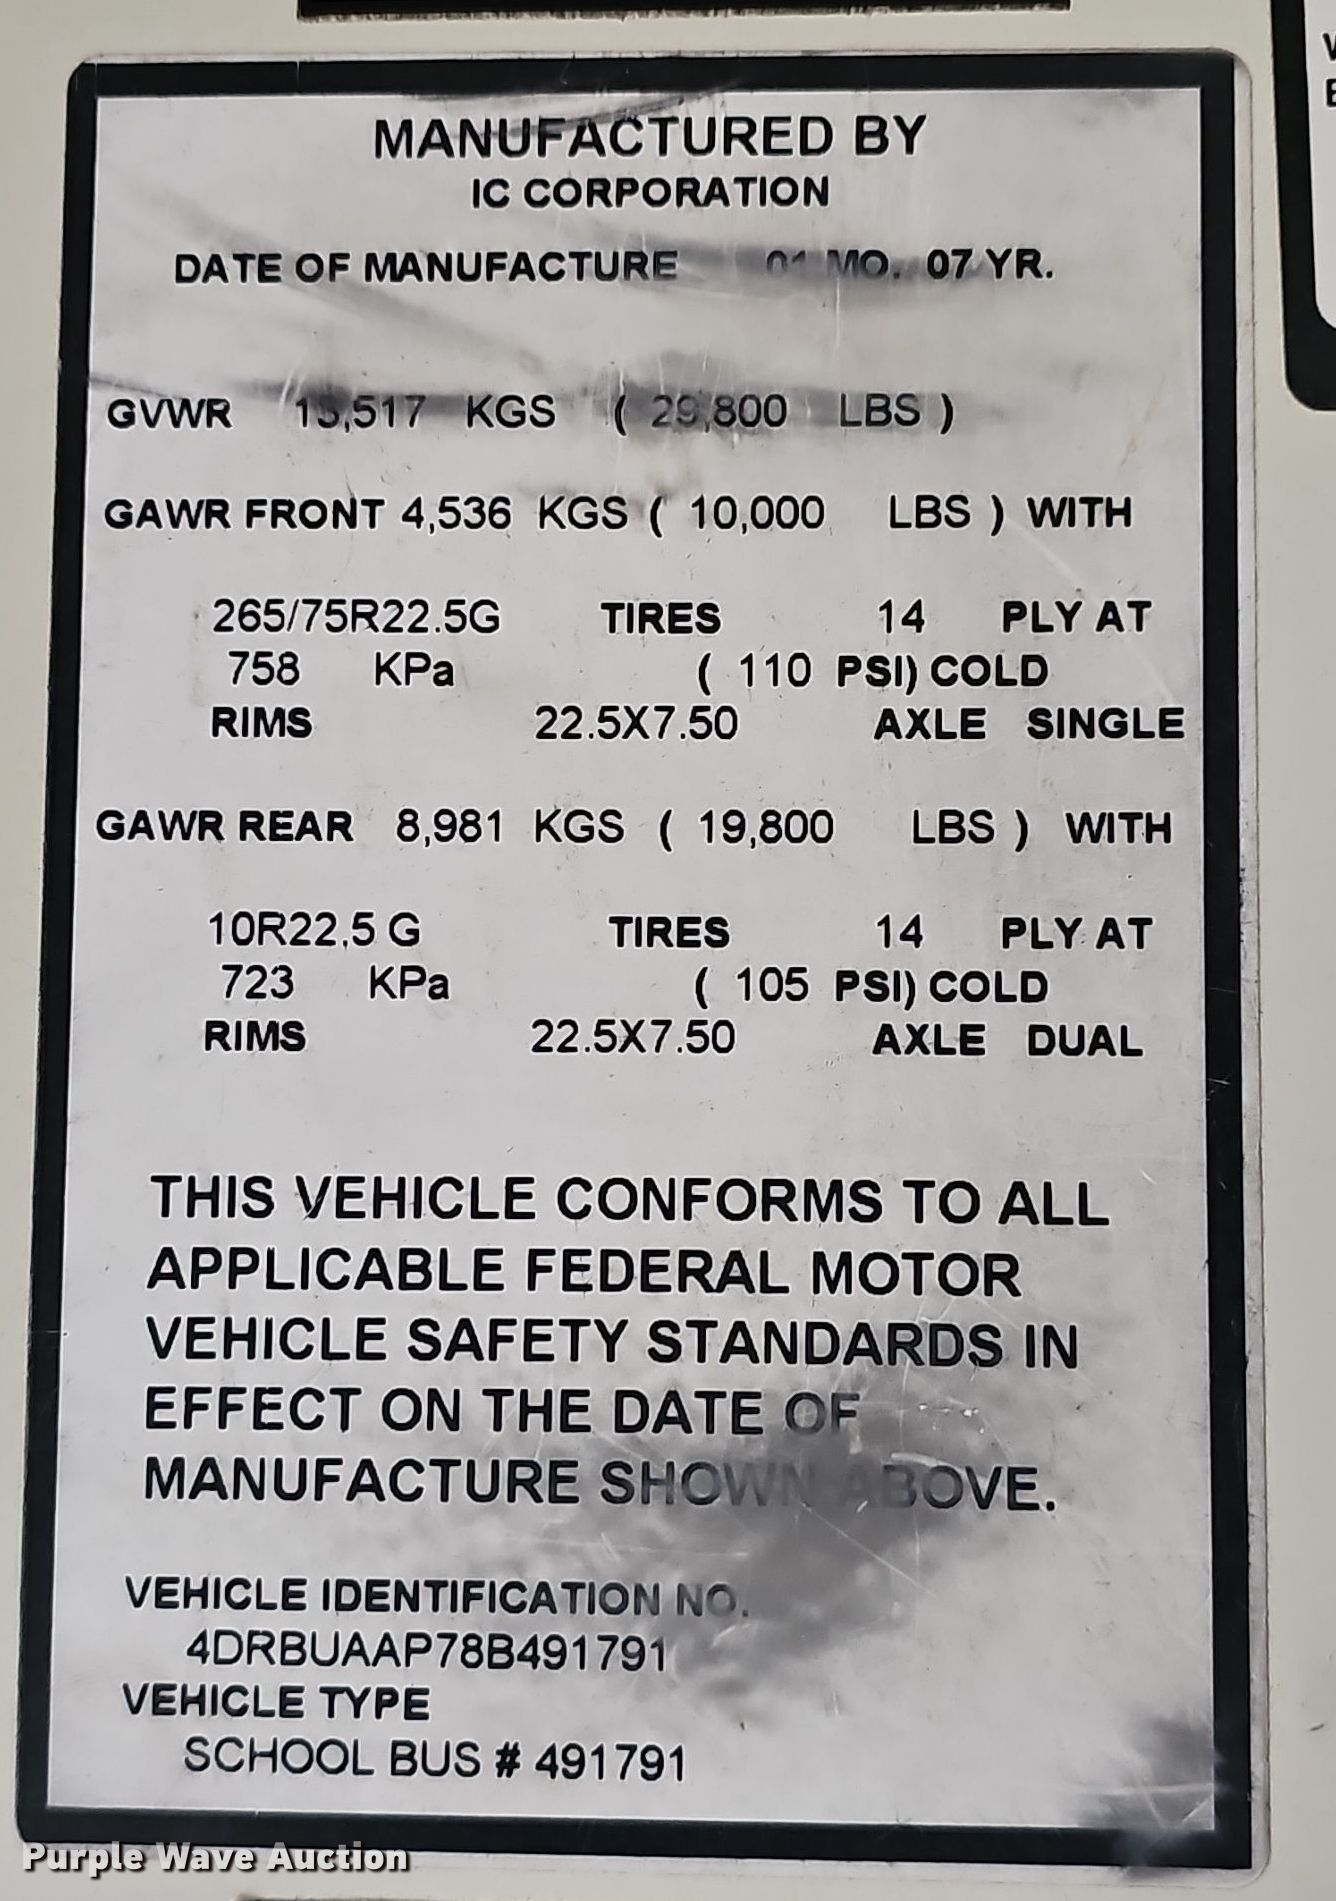 MANUFACTURED BY
IC CORPORATION
DATE OF MANUFACTURE 01 MO. 07 YR.
GVWR 13,517 KGS ( 29,800 LBS )
GAWR FRONT 4,536 KGS ( 10,000 LBS ) WITH
265/75R22.5G TIRES 14 PLY AT
758 KPa ( 110 PSI) COLD
RIMS 22.5X7.50 AXLE SINGLE
GAWR REAR 8,981 KGS ( 19,800 LBS ) WITH
10R22.5 G TIRES 14 PLY AT
723 KPa ( 105 PSI) COLD
RIMS 22.5X7.50 AXLE DUAL
THIS VEHICLE CONFORMS TO ALL
APPLICABLE FEDERAL MOTOR
VEHICLE SAFETY STANDARDS IN
EFFECT ON THE DATE OF
MANUFACTURE SHOWN ABOVE.
VEHICLE IDENTIFICATION NO.
4DRBUAAP78B491791
VEHICLE TYPE
SCHOOL BUS # 491791
Purple Wave Auction